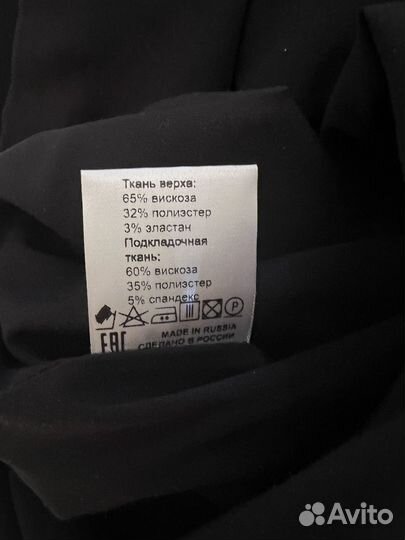 Ткань верха:
65% вискоза
32% полиэстер
3% эластан
Подкладочная
ткань:
60% вискоза
35% полиэстер
5% спандекс
P
MADE IN RUSSIA
СДЕЛАНО В РОССИИ
EAC
Avito